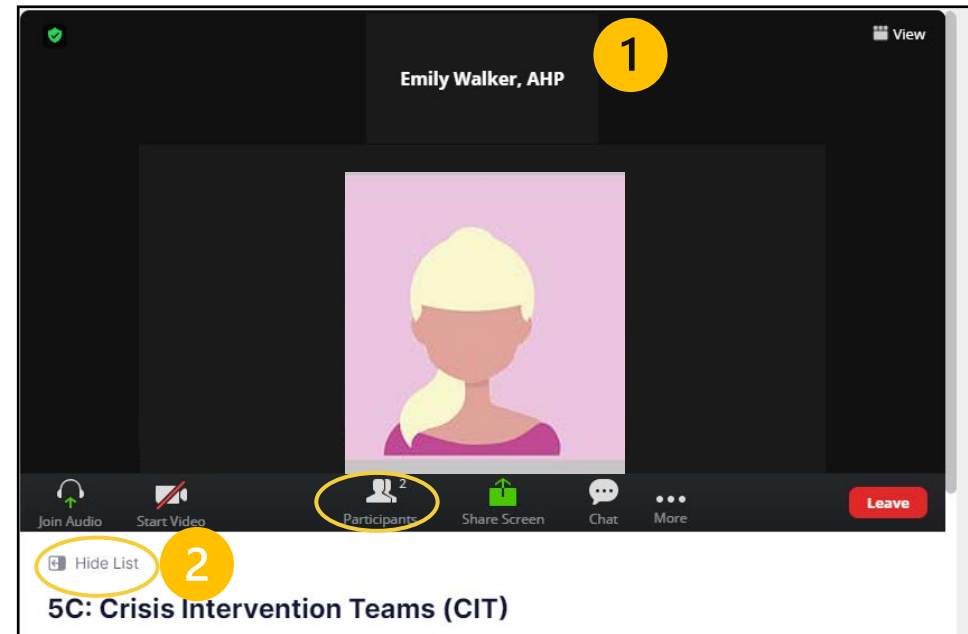 1
View
Emily Walker, AHP
2
Join Audio Start Video Participants Share Screen Chat More Leave
Hide List
2
5C: Crisis Intervention Teams (CIT)